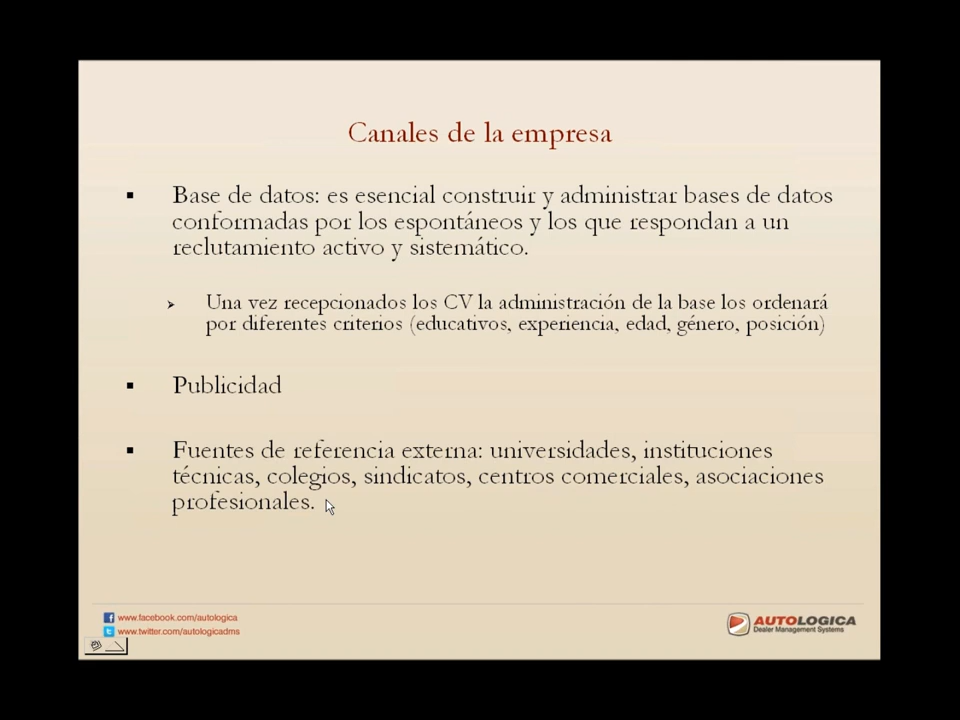 Canales de la empresa
Base de datos: es esencial construir y administrar bases de datos
conformadas por los espontáneos y los que respondan a un
reclutamiento activo y sistemático.
Una vez recepcionados los CV la administración de la base los ordenará
por diferentes criterios (educativos, experiencia, edad, género, posición)
Publicidad
Fuentes de referencia externa: universidades, instituciones
técnicas, colegios, sindicatos, centros comerciales, asociaciones
profesionales.
www.facebook.com/autologica
www.twitter.com/autologicadms
AUTOLOGICA
Dealer Management Systems